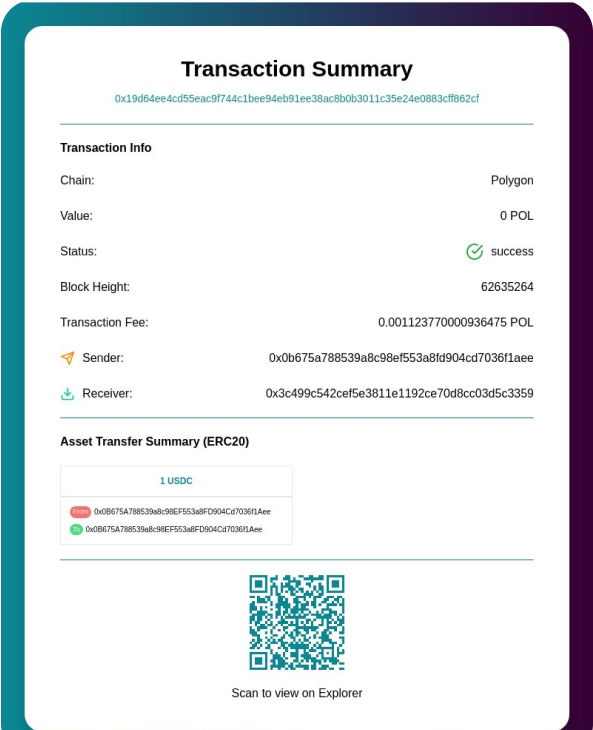 Transaction Summary
0x19d64ee4cd55eac9f744c1bee94eb91ee38ac8b0b3011c35e24e0883cff862cf
Transaction Info
Chain: Polygon
Value: 0 POL
Status: success
Block Height: 62635264
Transaction Fee: 0.001123770000936475 POL
Sender: 0x0b675a788539a8c98ef553a8fd904cd7036f1aee
Receiver: 0x3c499c542cef5e3811e1192ce70d8cc03d5c3359
Asset Transfer Summary (ERC20)
1 USDC
From 0x0B675A788539a8c98EF553a8FD904Cd7036f1Aee
To 0x0B675A788539a8c98EF553a8FD904Cd7036f1Aee
Scan to view on Explorer